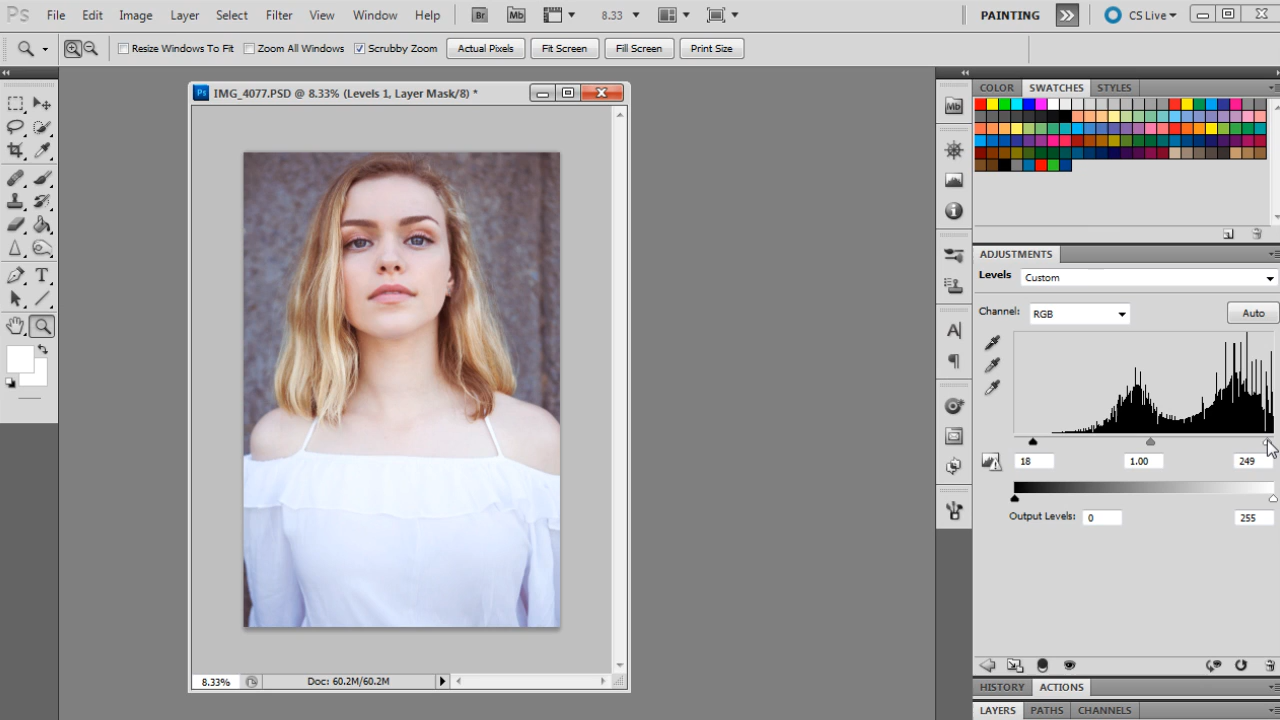 Ps File Edit Image Layer Select Filter View Window Help Br Mb 8.33 PAINTING CS Live
Resize Windows To Fit Zoom All Windows Scrubby Zoom Actual Pixels Fit Screen Fill Screen Print Size
IMG_4077.PSD @ 8.33% (Levels 1, Layer Mask/8) *
COLOR SWATCHES STYLES
Mb
ADJUSTMENTS
Levels Custom
Channel: RGB Auto
18 1.00 249
Output Levels: 0 255
8.33% Doc: 60.2M/60.2M
HISTORY ACTIONS
LAYERS PATHS CHANNELS